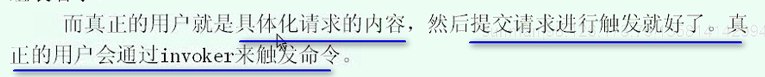 而真正的用户就是具体化请求的内容，然后提交请求进行触发就好了。真
正的用户会通过invoker来触发命令。